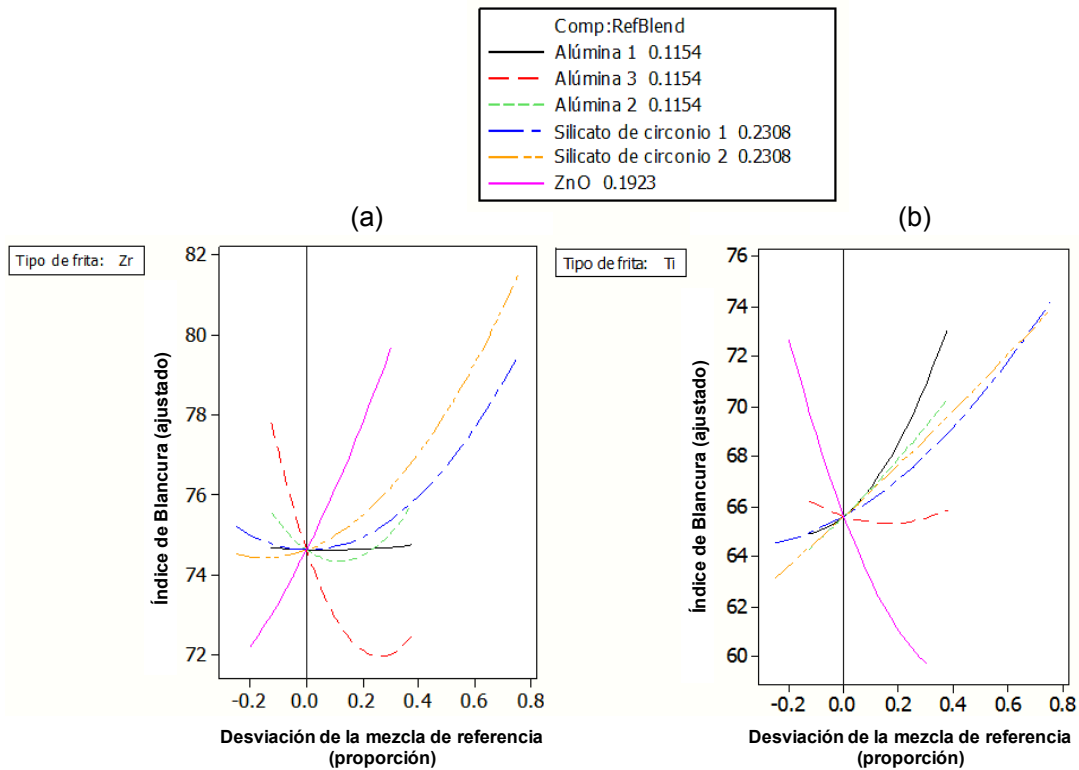 Comp:RefBlend
Alúmina 1 0.1154
Alúmina 3 0.1154
Alúmina 2 0.1154
Silicato de circonio 1 0.2308
Silicato de circonio 2 0.2308
ZnO 0.1923
(a)
(b)
Tipo de frita: Zr
Tipo de frita: Ti
Índice de Blancura (ajustado)
82
80
78
76
74
72
-0.2 0.0 0.2 0.4 0.6 0.8
Desviación de la mezcla de referencia
(proporción)
Índice de Blancura (ajustado)
76
74
72
70
68
66
64
62
60
-0.2 0.0 0.2 0.4 0.6 0.8
Desviación de la mezcla de referencia
(proporción)